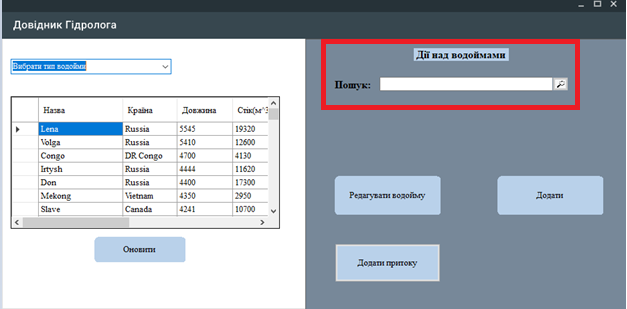 Довідник Гідролога
Вибрати тип водойми
Назва Країна Довжина Стік(м^3
Lena Russia 5545 19320
Volga Russia 5410 12600
Congo DR Congo 4700 4130
Irtysh Russia 4444 11620
Don Russia 4400 17300
Mekong Vietnam 4350 2950
Slave Canada 4241 10700
Оновити
Дії над водоймами
Пошук:
Редагувати водойму
Додати
Додати притоку